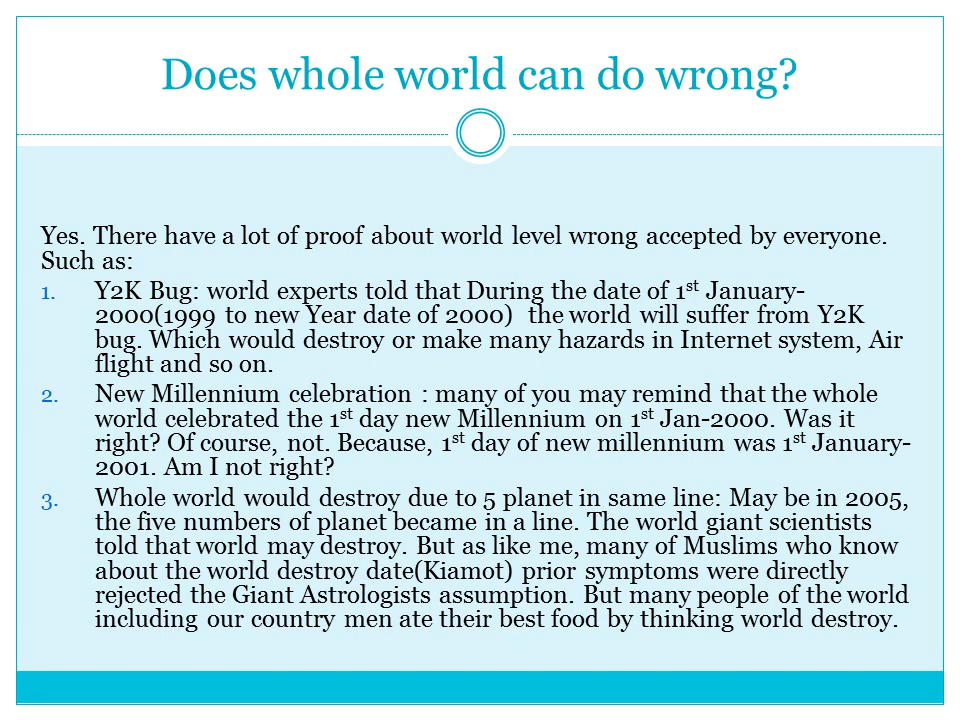 Does whole world can do wrong?
Yes. There have a lot of proof about world level wrong accepted by everyone.
Such as:
1. Y2K Bug: world experts told that During the date of 1st January-
2000(1999 to new Year date of 2000)  the world will suffer from Y2K
bug. Which would destroy or make many hazards in Internet system, Air
flight and so on.
2. New Millennium celebration : many of you may remind that the whole
world celebrated the 1st day new Millennium on 1st Jan-2000. Was it
right? Of course, not. Because, 1st day of new millennium was 1st January-
2001. Am I not right?
3. Whole world would destroy due to 5 planet in same line: May be in 2005,
the five numbers of planet became in a line. The world giant scientists
told that world may destroy. But as like me, many of Muslims who know
about the world destroy date(Kiamot) prior symptoms were directly
rejected the Giant Astrologists assumption. But many people of the world
including our country men ate their best food by thinking world destroy.